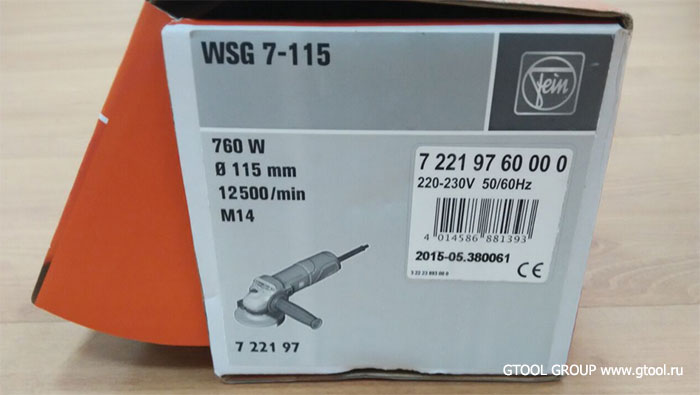 WSG 7-115
fein
760 W
Ø 115 mm
12500/min
M14
7 221 97 60 00 0
220-230V 50/60Hz
4 014586 881393
2015-05.380061
CE
7 221 97
GTOOL GROUP www.gtool.ru